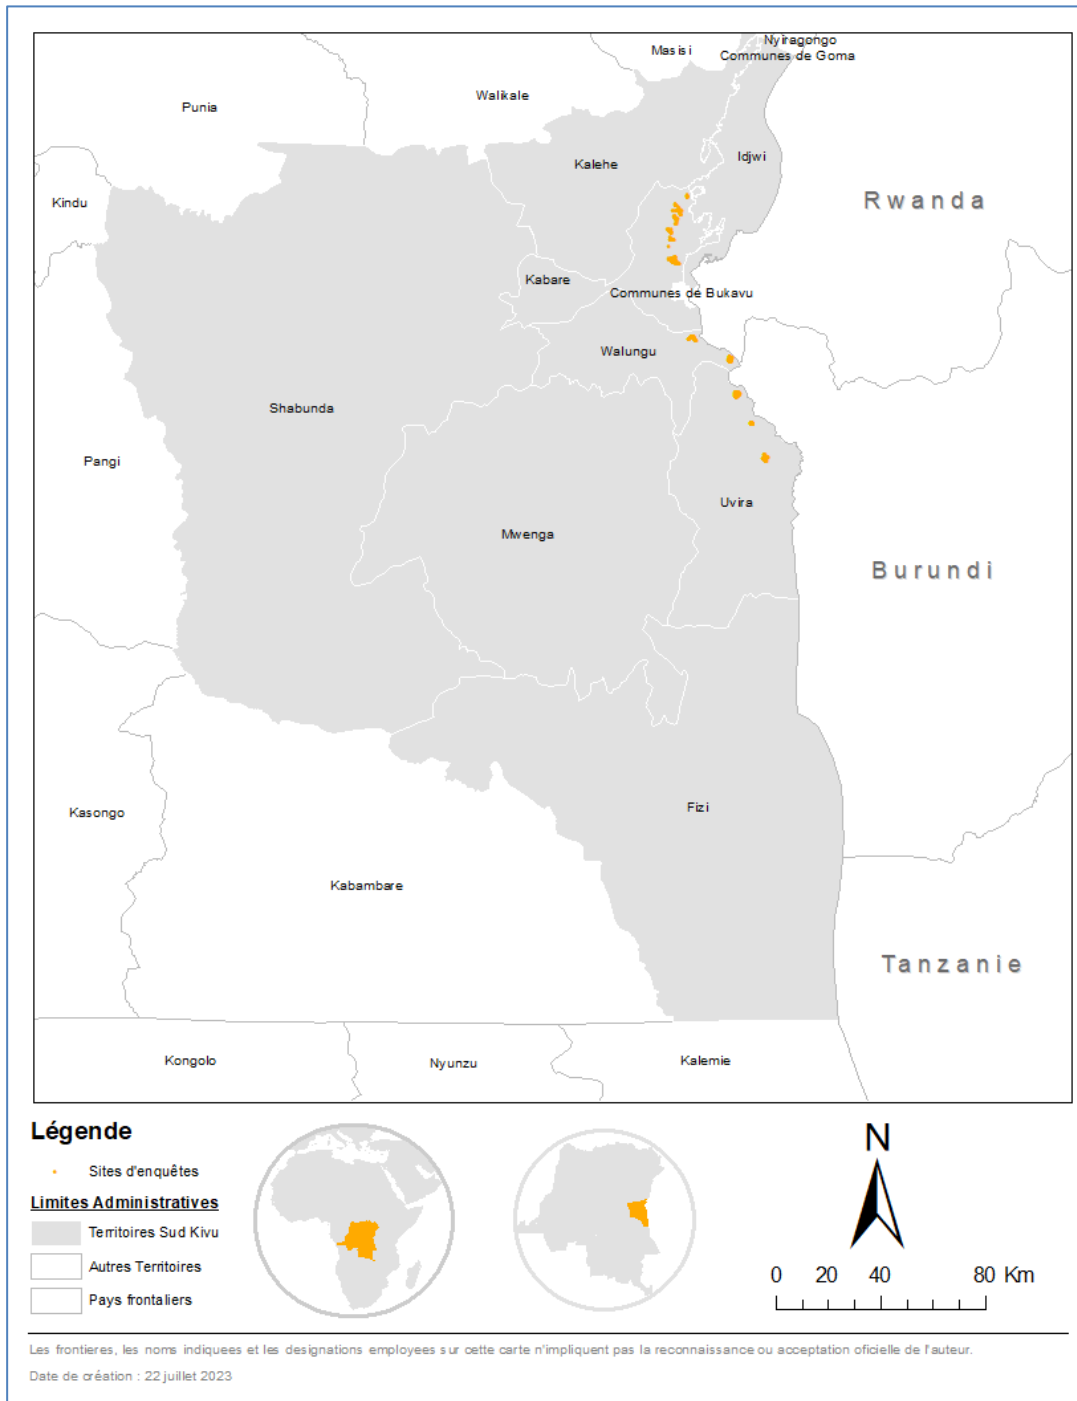 Nyiragongo
Masisi
Communes de Goma
Walikale
Punia
Kalehe
Idjwi
Rwanda
Kindu
Kabare
Communes de Bukavu
Walungu
Shabunda
Pangi
Uvira
Mwenga
Burundi
Fizi
Kasongo
Kabambare
Tanzanie
Kongolo
Nyunzu
Kalemie
Légende
Sites d'enquêtes
Limites Administratives
Territoires Sud Kivu
Autres Territoires
Pays frontaliers
N
0 20 40 80 Km
Les frontieres, les noms indiquees et les designations employees sur cette carte n'impliquent pas la reconnaissance ou acceptation oficielle de l'auteur.
Date de création : 22 juillet 2023